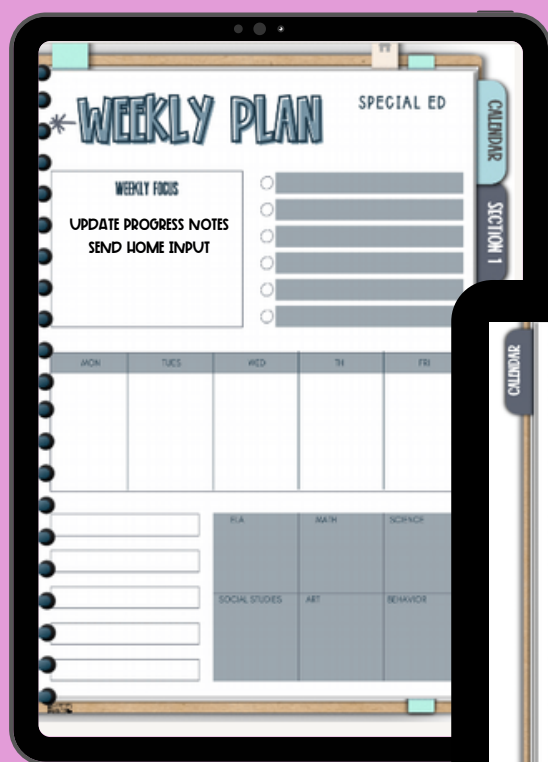 WEEKLY PLAN
SPECIAL ED
CALENDAR
SECTION 1
WEEKLY FOCUS
UPDATE PROGRESS NOTES
SEND HOME INPUT
CALENDAR
MON TUES WED TH FRI
ELA MATH SCIENCE
SOCIAL STUDIES ART BEHAVIOR